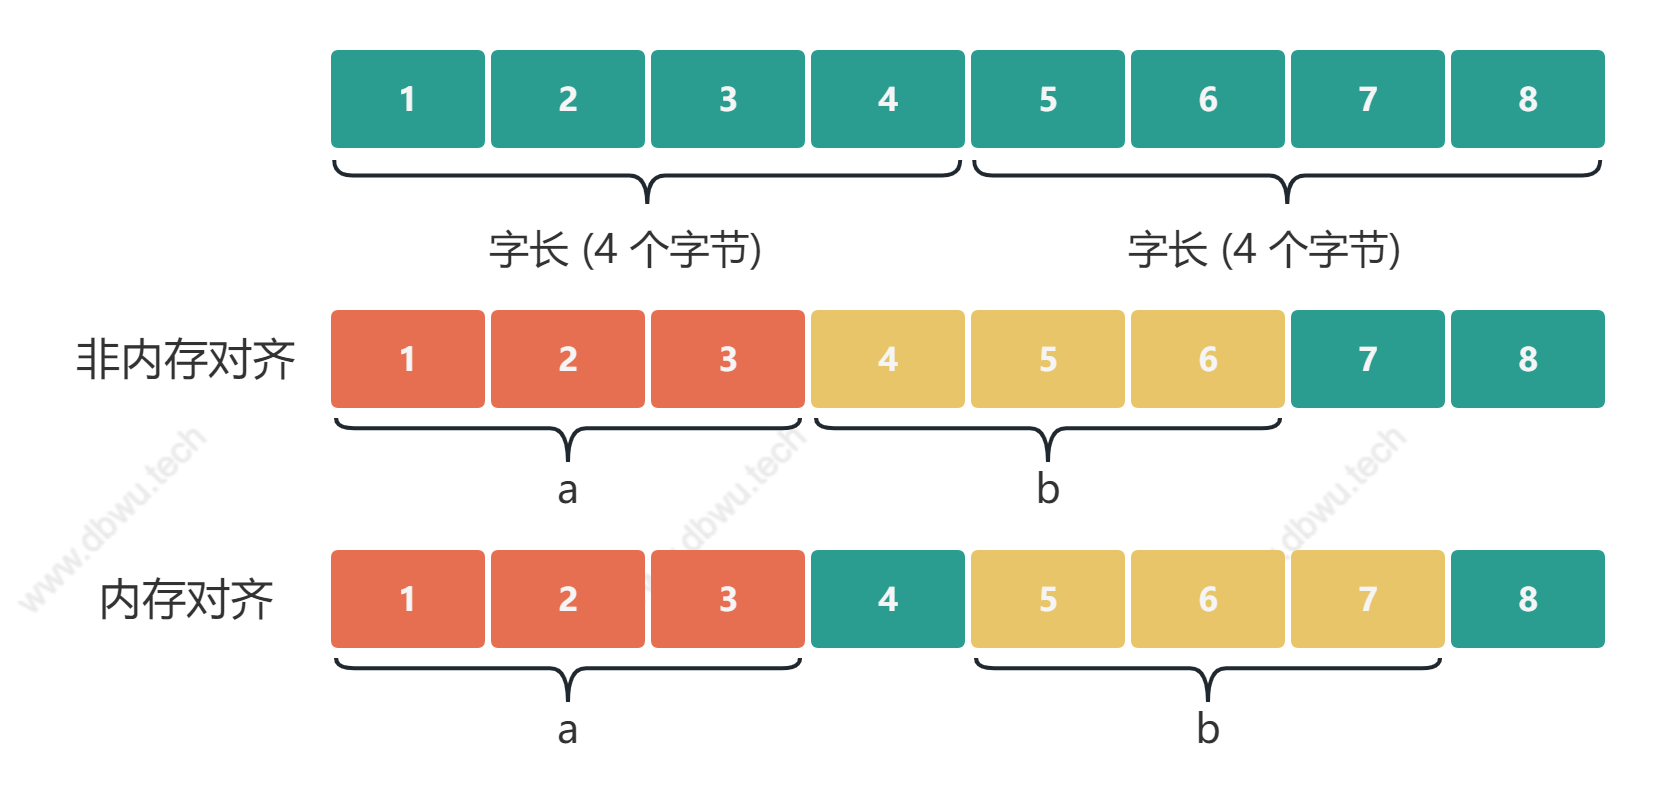 1 2 3 4 5 6 7 8
字长 (4 个字节) 字长 (4 个字节)
非内存对齐 1 2 3 4 5 6 7 8
a b
www.dbwu.tech .dbwu.tech .dbwu.tech
内存对齐 1 2 3 4 5 6 7 8
a b